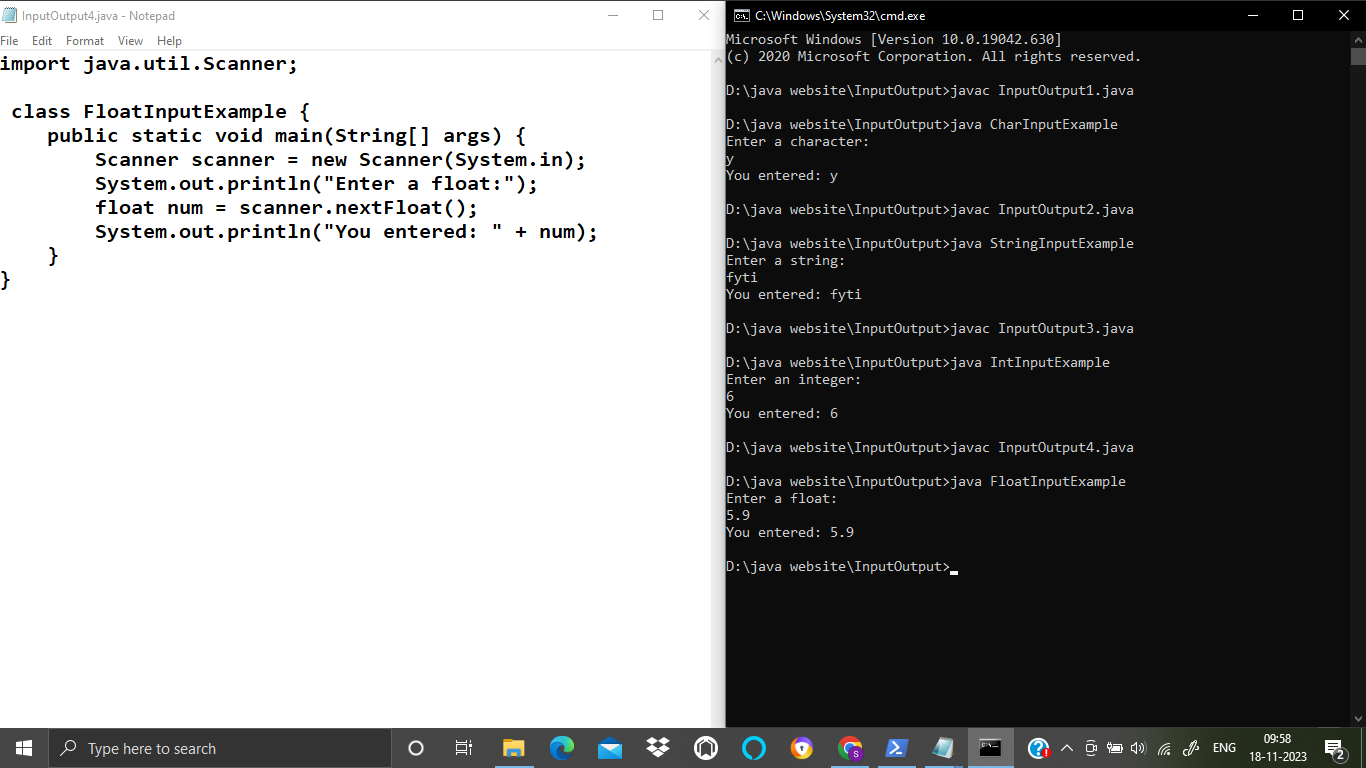 InputOutput4.java - Notepad
File Edit Format View Help
import java.util.Scanner;
class FloatInputExample {
public static void main(String[] args) {
Scanner scanner = new Scanner(System.in);
System.out.println("Enter a float:");
float num = scanner.nextFloat();
System.out.println("You entered: " + num);
}
}
C:\Windows\System32\cmd.exe
Microsoft Windows [Version 10.0.19042.630]
(c) 2020 Microsoft Corporation. All rights reserved.
D:\java website\InputOutput>javac InputOutput1.java
D:\java website\InputOutput>java CharInputExample
Enter a character:
y
You entered: y
D:\java website\InputOutput>javac InputOutput2.java
D:\java website\InputOutput>java StringInputExample
Enter a string:
fyti
You entered: fyti
D:\java website\InputOutput>javac InputOutput3.java
D:\java website\InputOutput>java IntInputExample
Enter an integer:
6
You entered: 6
D:\java website\InputOutput>javac InputOutput4.java
D:\java website\InputOutput>java FloatInputExample
Enter a float:
5.9
You entered: 5.9
D:\java website\InputOutput>
Type here to search
ENG
09:58
18-11-2023
2